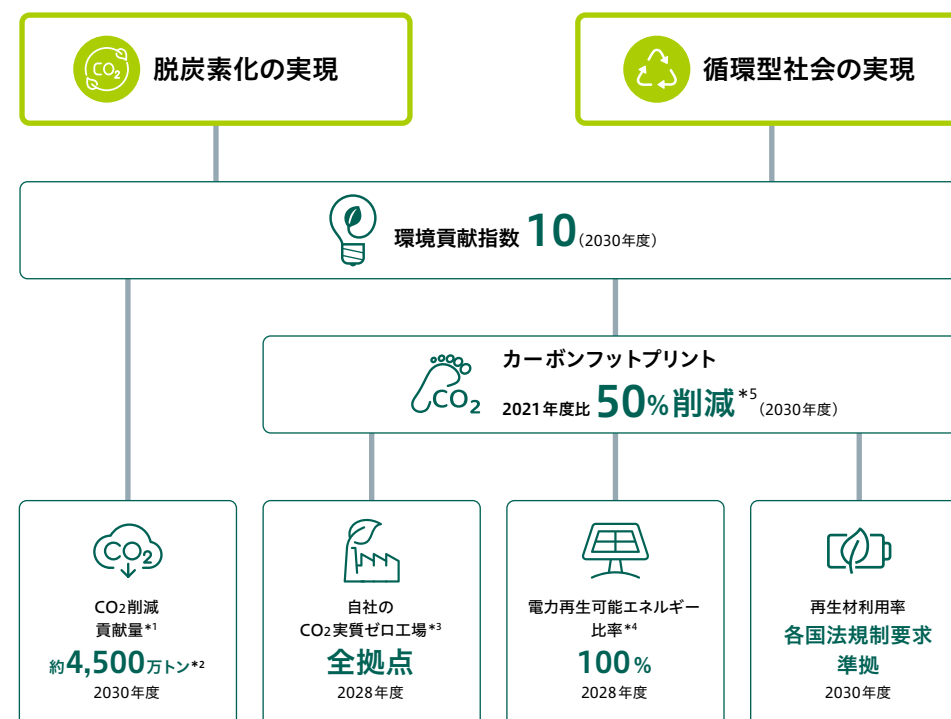 CO2
脱炭素化の実現
循環型社会の実現
環境貢献指数 10(2030年度)
カーボンフットプリント
CO2
2021年度比 50%削減*5(2030年度)
CO2
CO2削減
貢献量*1
約4,500万トン*2
2030年度
自社の
CO2実質ゼロ工場*3
全拠点
2028年度
電力再生可能エネルギー
比率*4
100%
2028年度
再生材利用率
各国法規制要求
準拠
2030年度